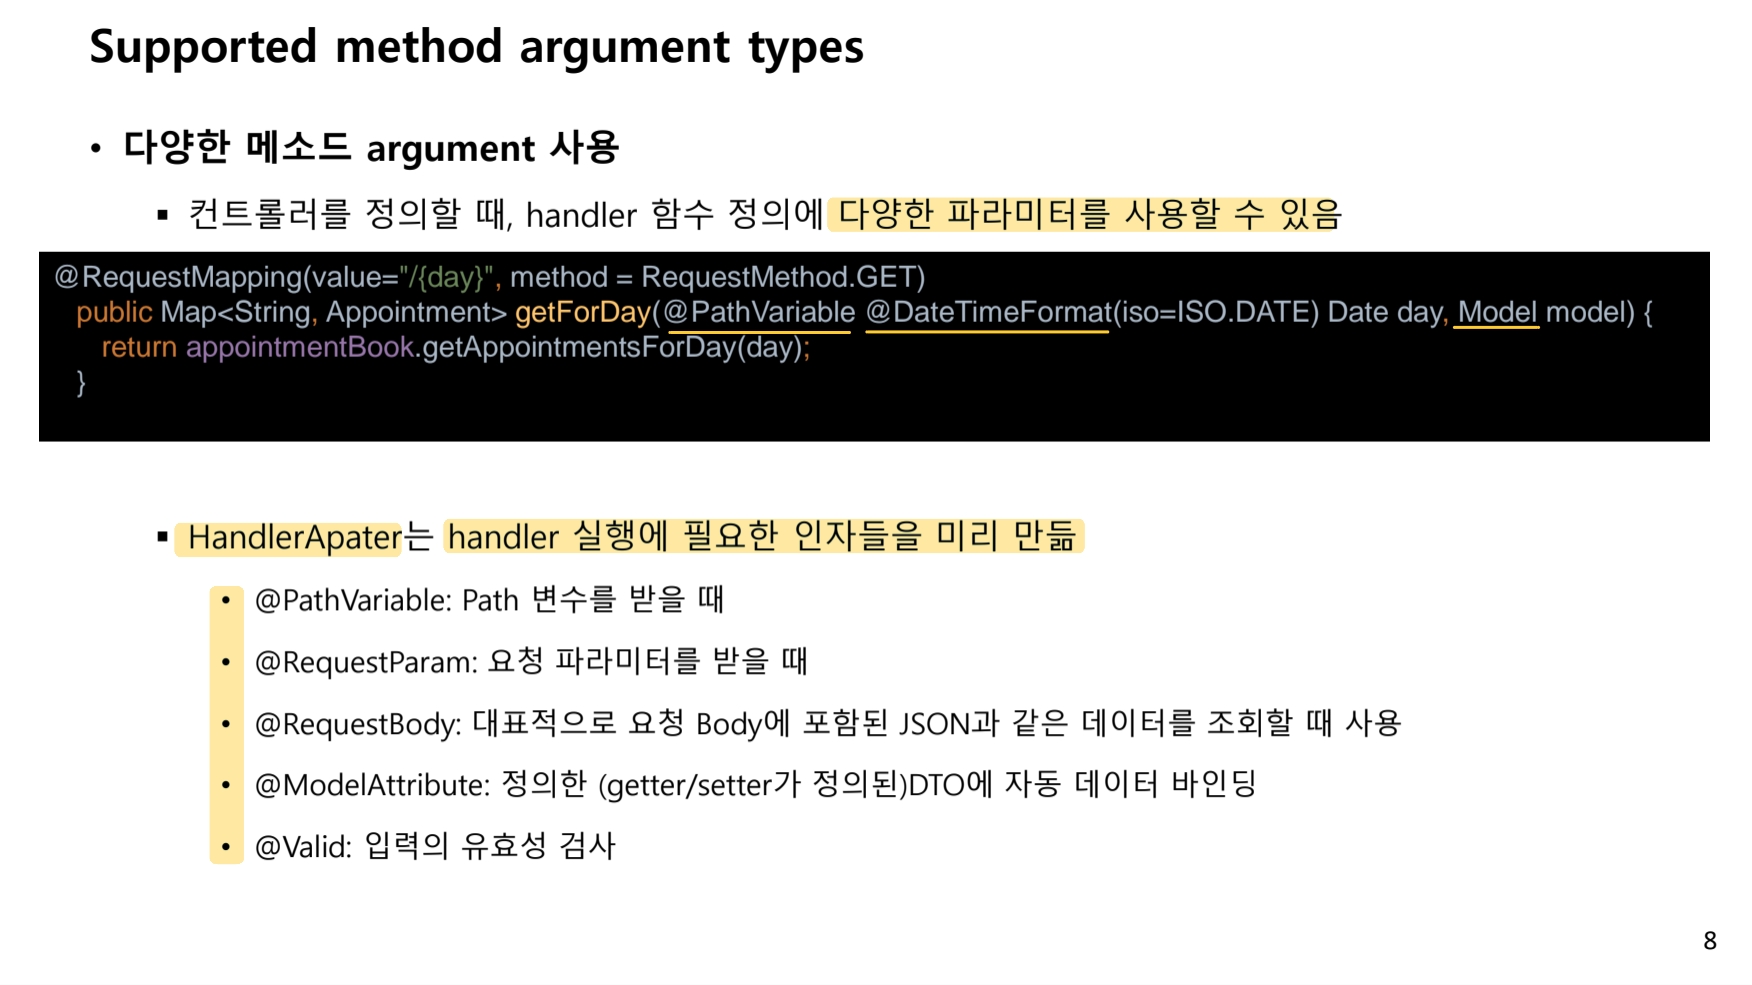 Supported method argument types
• 다양한 메소드 argument 사용
▪ 컨트롤러를 정의할 때, handler 함수 정의에 다양한 파라미터를 사용할 수 있음
@RequestMapping(value="/{day}", method = RequestMethod.GET)
public Map<String, Appointment> getForDay(@PathVariable @DateTimeFormat(iso=ISO.DATE) Date day, Model model) {
return appointmentBook.getAppointmentsForDay(day);
}
▪ HandlerApater는 handler 실행에 필요한 인자들을 미리 만듦
• @PathVariable: Path 변수를 받을 때
• @RequestParam: 요청 파라미터를 받을 때
• @RequestBody: 대표적으로 요청 Body에 포함된 JSON과 같은 데이터를 조회할 때 사용
• @ModelAttribute: 정의한 (getter/setter가 정의된)DTO에 자동 데이터 바인딩
• @Valid: 입력의 유효성 검사
8